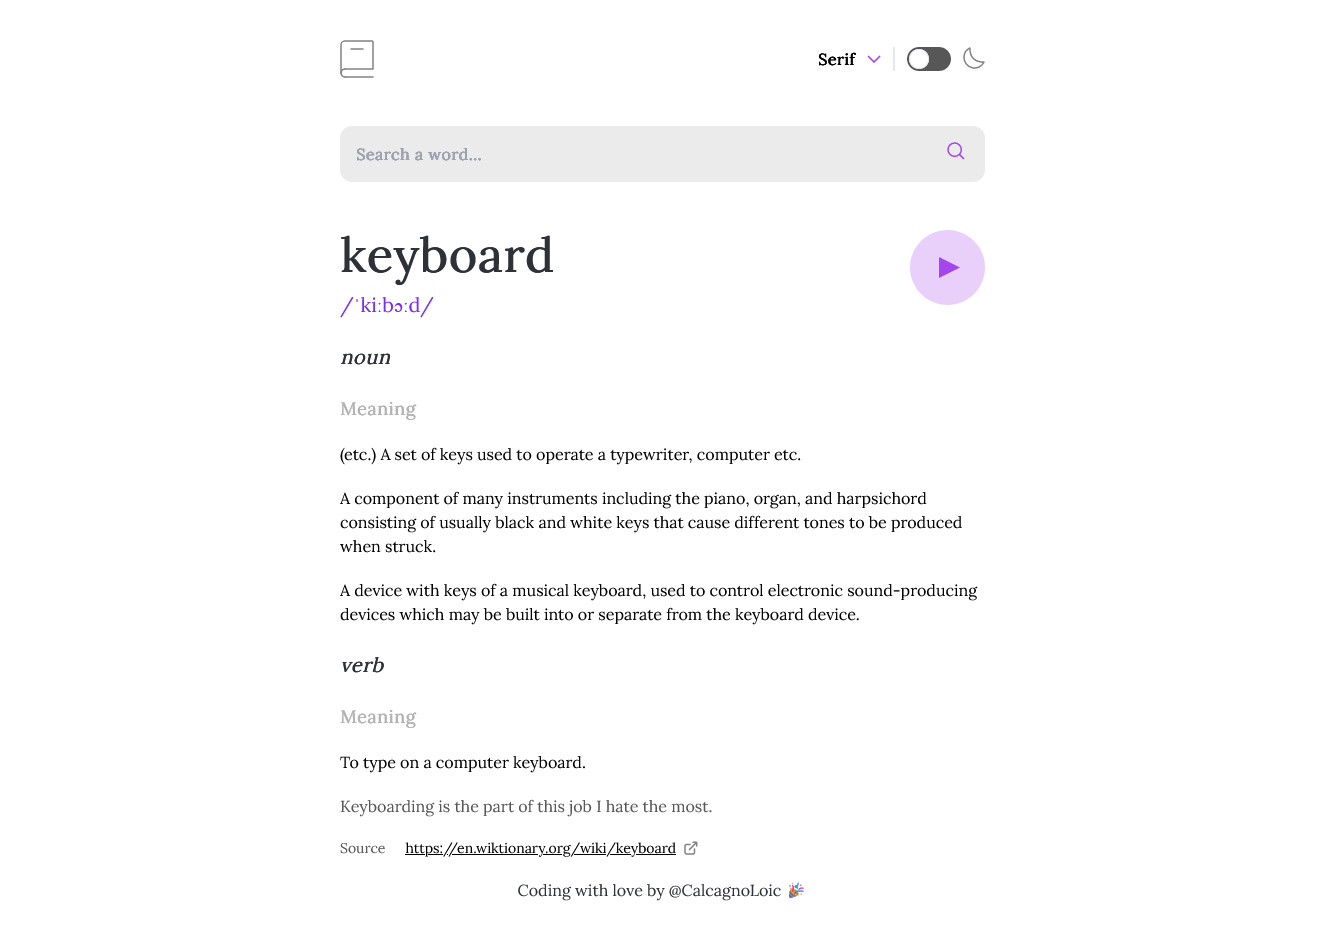 Serif
Search a word...
keyboard
/ˈkiːbɔːd/
noun
Meaning
(etc.) A set of keys used to operate a typewriter, computer etc.
A component of many instruments including the piano, organ, and harpsichord
consisting of usually black and white keys that cause different tones to be produced
when struck.
A device with keys of a musical keyboard, used to control electronic sound-producing
devices which may be built into or separate from the keyboard device.
verb
Meaning
To type on a computer keyboard.
Keyboarding is the part of this job I hate the most.
Source https://en.wiktionary.org/wiki/keyboard
Coding with love by @CalcagnoLoic 🎉